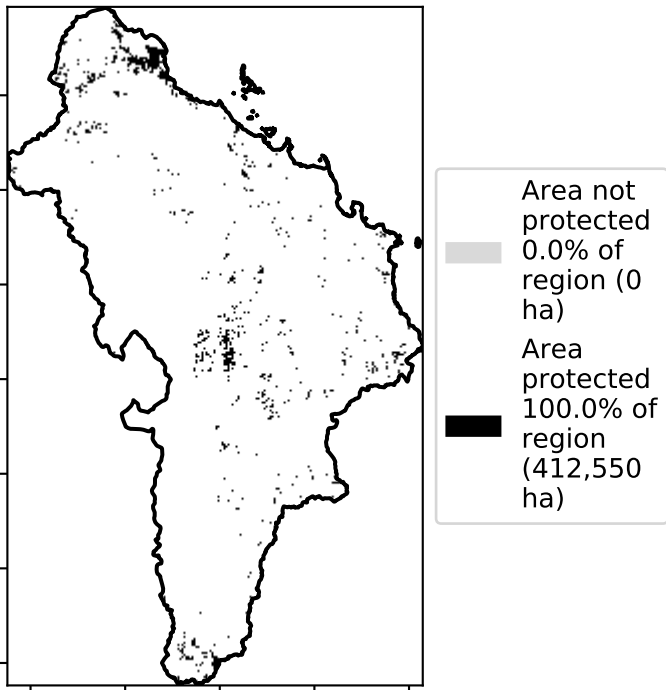 Area not
protected
0.0% of
region (0
ha)
Area
protected
100.0% of
region
(412,550
ha)